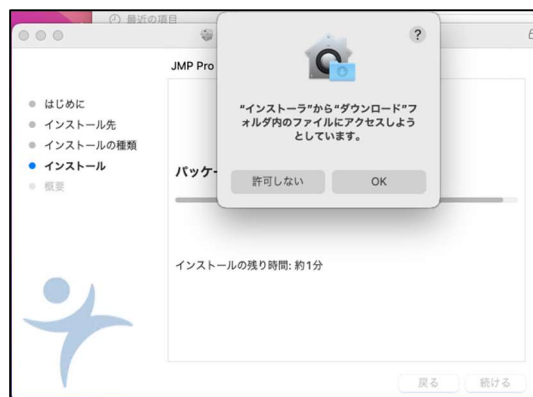 最近の項目
?
JMP Pro
"インストーラ"から"ダウンロード"フ
ォルダ内のファイルにアクセスしよう
としています。
許可しない
OK
はじめに
インストール先
インストールの種類
インストール
概要
パッケー
インストールの残り時間: 約1分
戻る
続ける